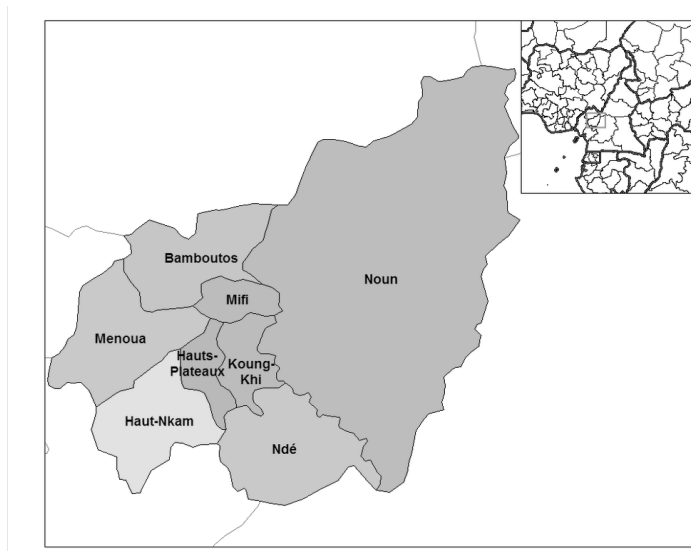 Bamboutos
Noun
Mifi
Menoua
Hauts-
Plateaux
Koung-
Khi
Haut-Nkam
Ndé